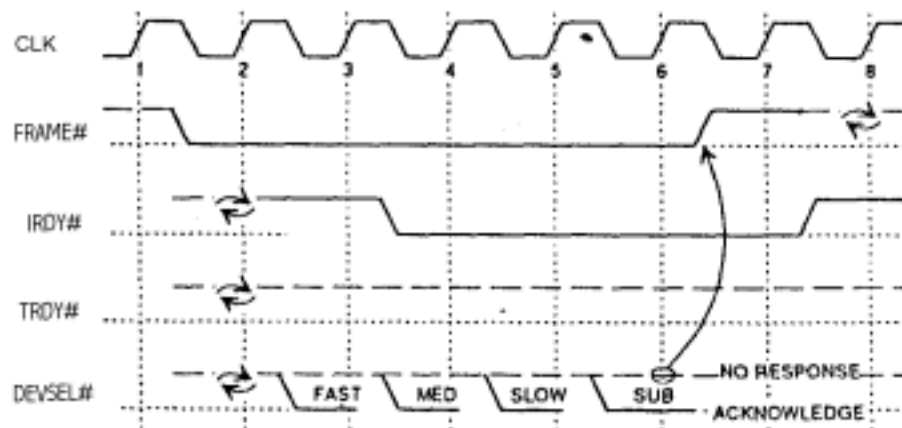 CLK
1 2 3 4 5 6 7 8
FRAME#
IRDY#
TRDY#
DEVSEL# FAST MED SLOW SUB NO RESPONSE
ACKNOWLEDGE